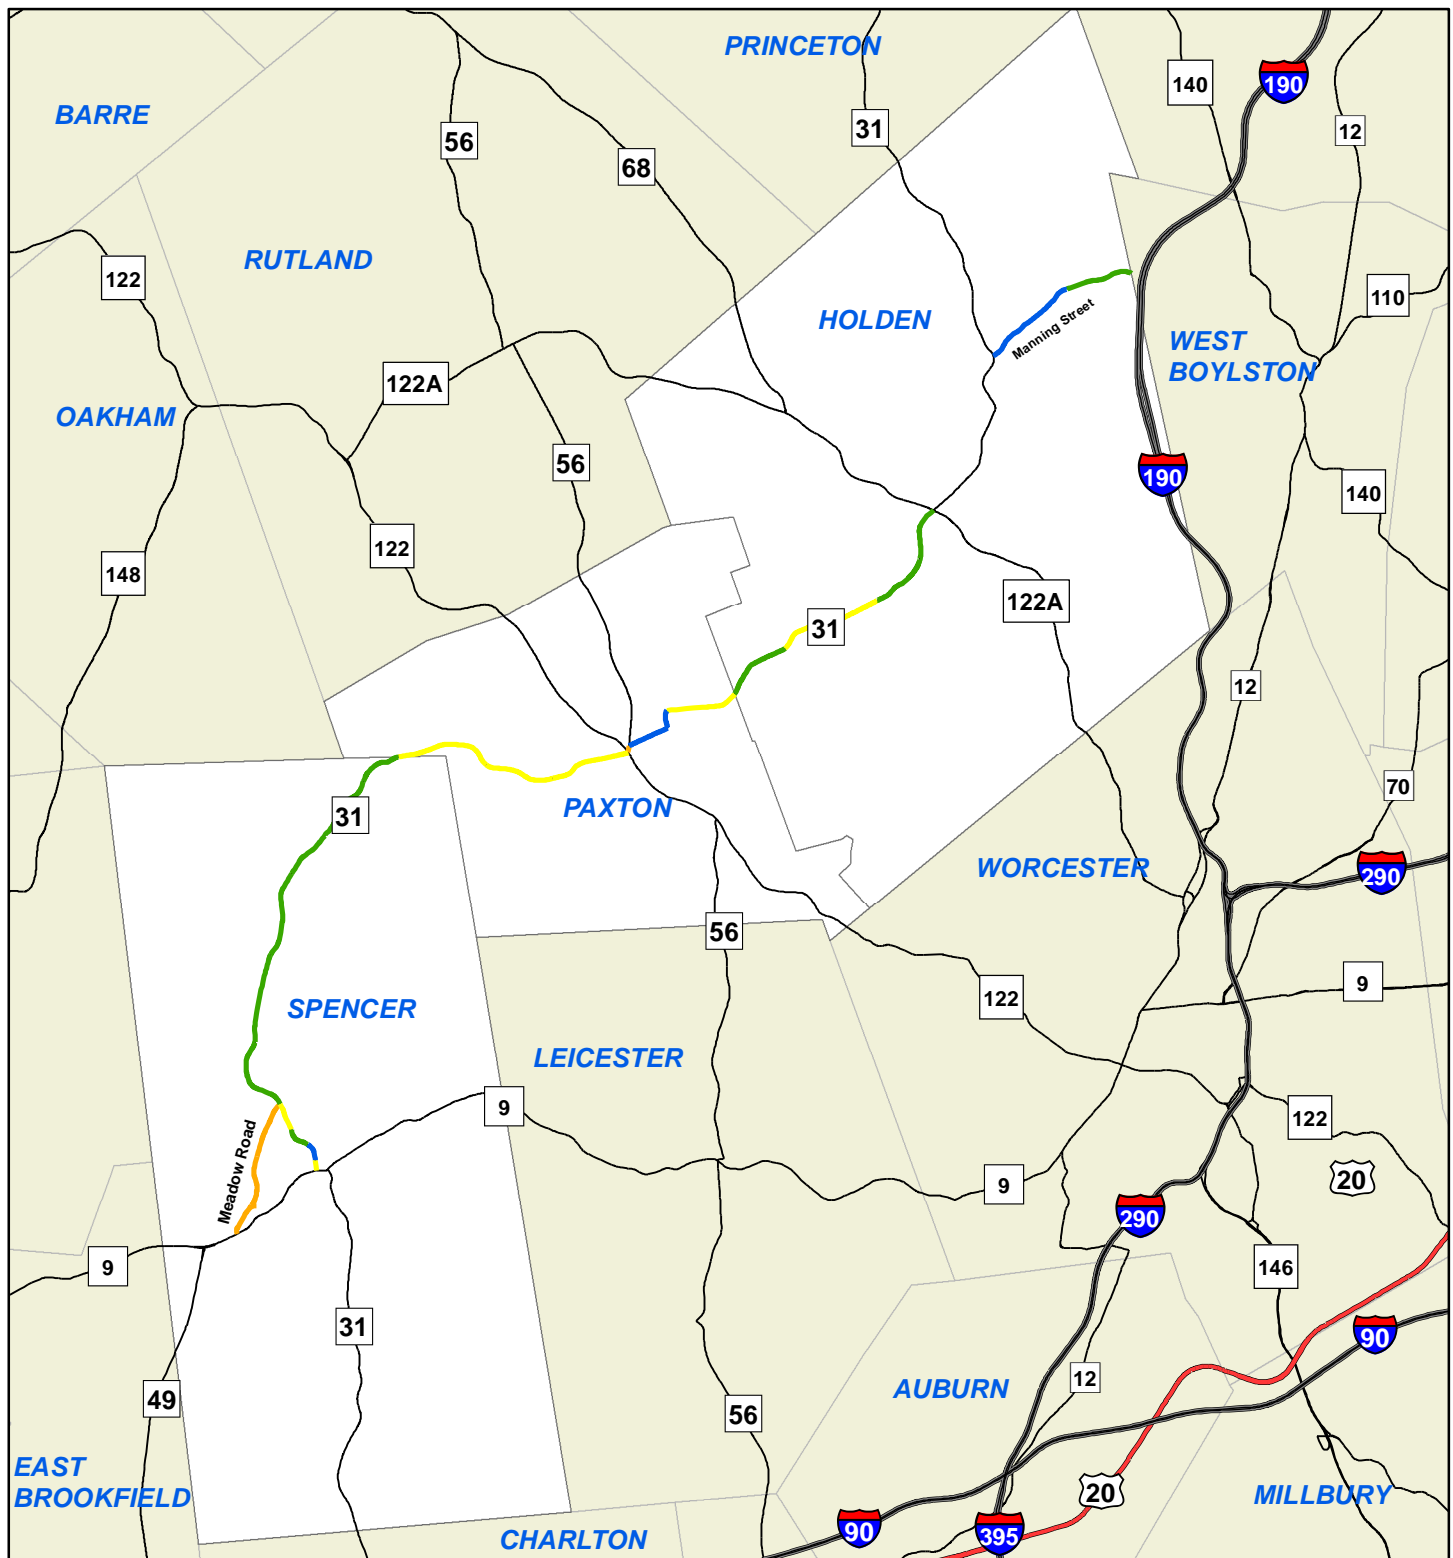 PRINCETON
190
140
BARRE
31
12
56
68
RUTLAND
122
110
HOLDEN
Manning Street
WEST
BOYLSTON
122A
OAKHAM
56
190
140
122
148
122A
31
12
70
PAXTON
31
WORCESTER
290
56
9
122
SPENCER
LEICESTER
9
122
Meadow Road
9
20
290
9
146
31
90
12
AUBURN
49
56
EAST
BROOKFIELD
20
MILLBURY
90
395
CHARLTON